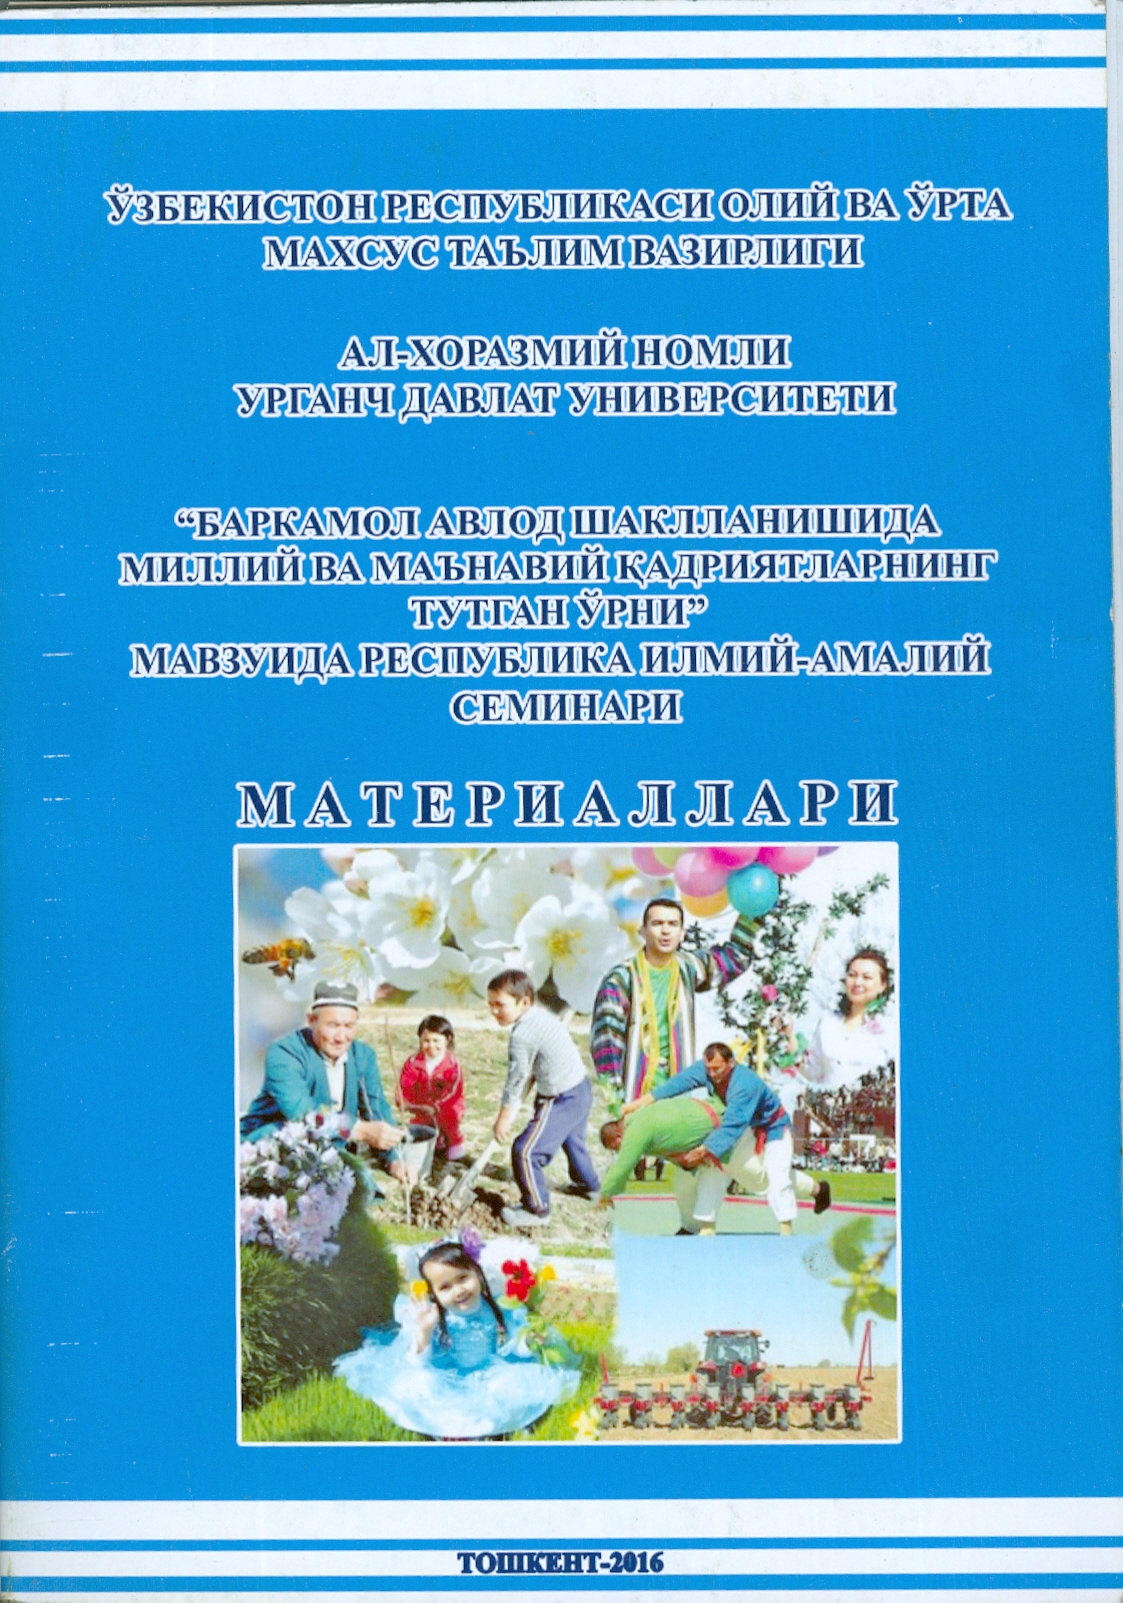 ЎЗБЕКИСТОН РЕСПУБЛИКАСИ ОЛИЙ ВА ЎРТА
МАХСУС ТАЪЛИМ ВАЗИРЛИГИ
АЛ-ХОРАЗМИЙ НОМЛИ
УРГАНЧ ДАВЛАТ УНИВЕРСИТЕТИ
“БАРКАМОЛ АВЛОД ШАКЛЛАНИШИДА
МИЛЛИЙ ВА МАЪНАВИЙ ҚАДРИЯТЛАРНИНГ
ТУТГАН ЎРНИ”
МАВЗУИДА РЕСПУБЛИКА ИЛМИЙ-АМАЛИЙ
СЕМИНАРИ
МАТЕРИАЛЛАРИ
ТОШКЕНТ-2016